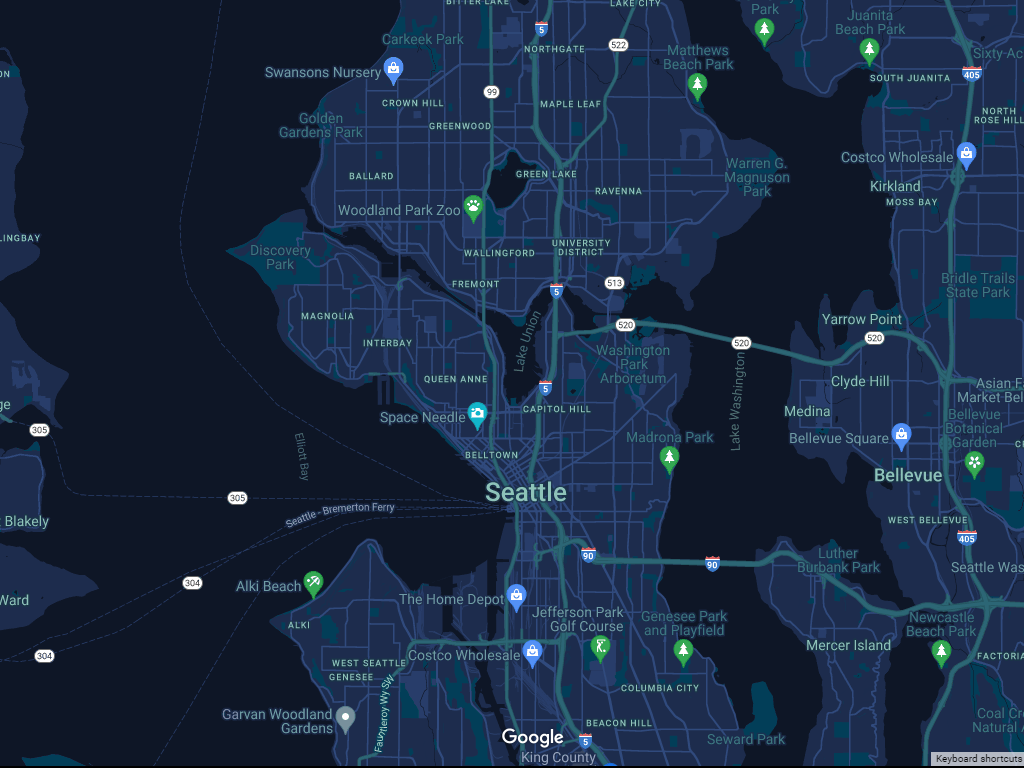 BITTER LAKE
LAKE CITY
Park
5
Juanita
Beach Park
Carkeek Park
NORTHGATE
522
Matthews
Beach Park
Sixty Ac
Swansons Nursery
405
SOUTH JUANITA
99
CROWN HILL
MAPLE LEAF
NORTH
ROSE HILL
Golden
Gardens Park
GREENWOOD
Costco Wholesale
Warren G.
Magnuson
Park
BALLARD
GREEN LAKE
RAVENNA
Kirkland
MOSS BAY
Woodland Park Zoo
LINGBAY
Discovery
Park
WALLINGFORD
UNIVERSITY
DISTRICT
FREMONT
513
5
Bridle Trails
State Park
MAGNOLIA
Lake Union
520
Yarrow Point
INTERBAY
520
520
Washington
Park
Arboretum
QUEEN ANNE
5
Lake Washington
Clyde Hill
Asian Fa
Market Bel
ge
Space Needle
CAPITOL HILL
Medina
Bellevue
Botanical
Garden
305
Elliott Bay
Madrona Park
Bellevue Square
BELLTOWN
Bellevue
305
Seattle
Seattle - Bremerton Ferry
t Blakely
WEST BELLEVUE
405
90
90
Luther
Burbank Park
Seattle Was
304
Alki Beach
Ward
The Home Depot
Jefferson Park
Golf Course
Genesee Park
and Playfield
Newcastle
Beach Park
ALKI
304
WEST SEATTLE
GENESEE
Costco Wholesale
Mercer Island
FACTORIA
Fauntleroy Wy SW
COLUMBIA CITY
Garvan Woodland
Gardens
BEACON HILL
Coal Cr
Natural A
Google
5
Seward Park
King County
Keyboard shortcuts